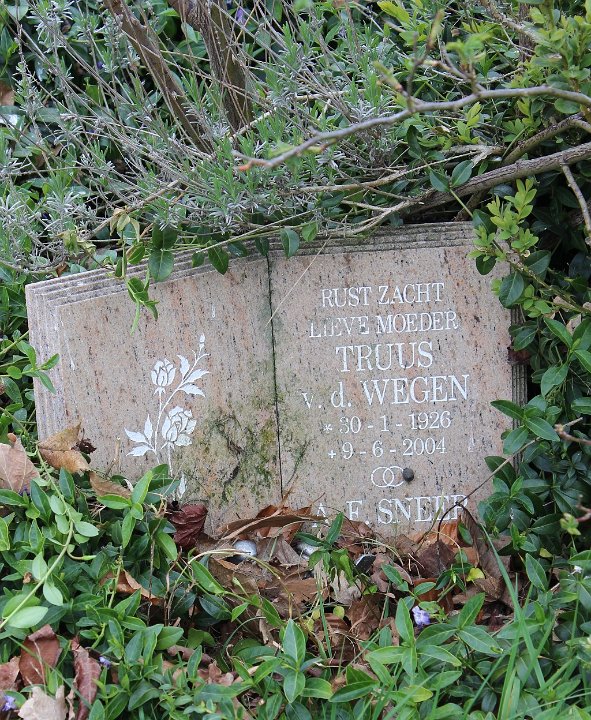 RUST ZACHT
LIEVE MOEDER
TRUUS
v. d. WEGEN
* 30-1-1926
+ 9-6-2004
A. F. SNEEP